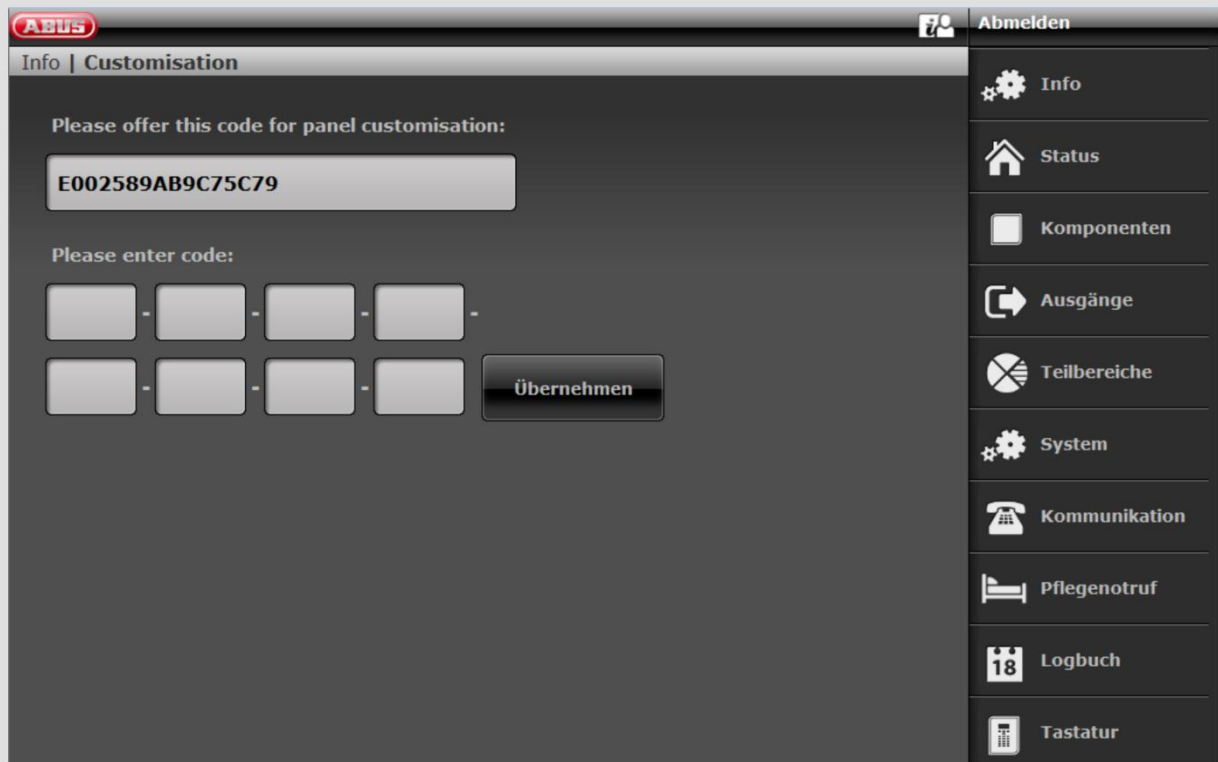 ABUS
Abmelden
Info | Customisation
Please offer this code for panel customisation:
E002589AB9C75C79
Please enter code:
- - - -
- - - Übernehmen
Info
Status
Komponenten
Ausgänge
Teilbereiche
System
Kommunikation
Pflegenotruf
18 Logbuch
Tastatur